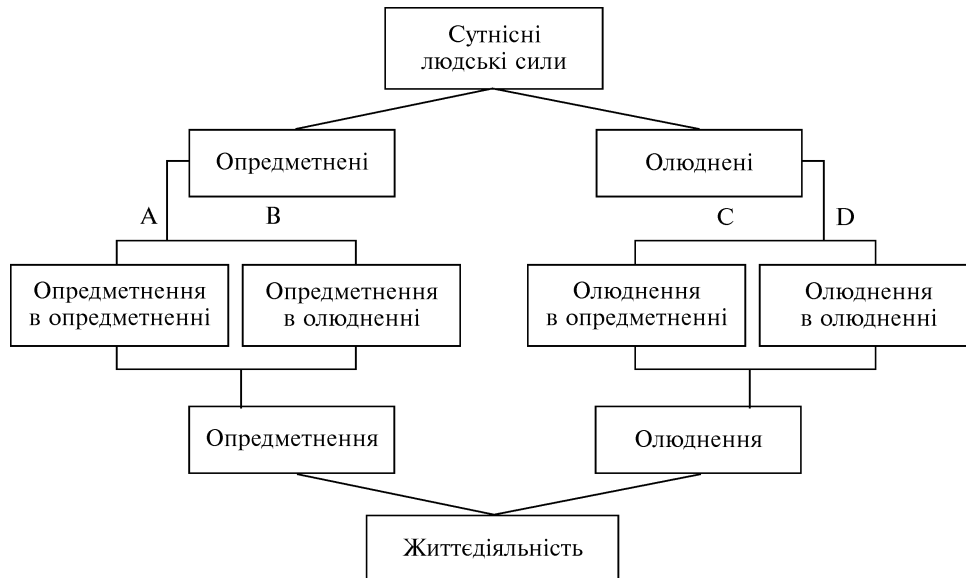 Сутнісні
людські сили
Опредметнені
Олюднені
A
B
C
D
Опредметнення
в опредметненні
Опредметнення
в олюдненні
Олюднення
в опредметненні
Олюднення
в олюдненні
Опредметнення
Олюднення
Життєдіяльність